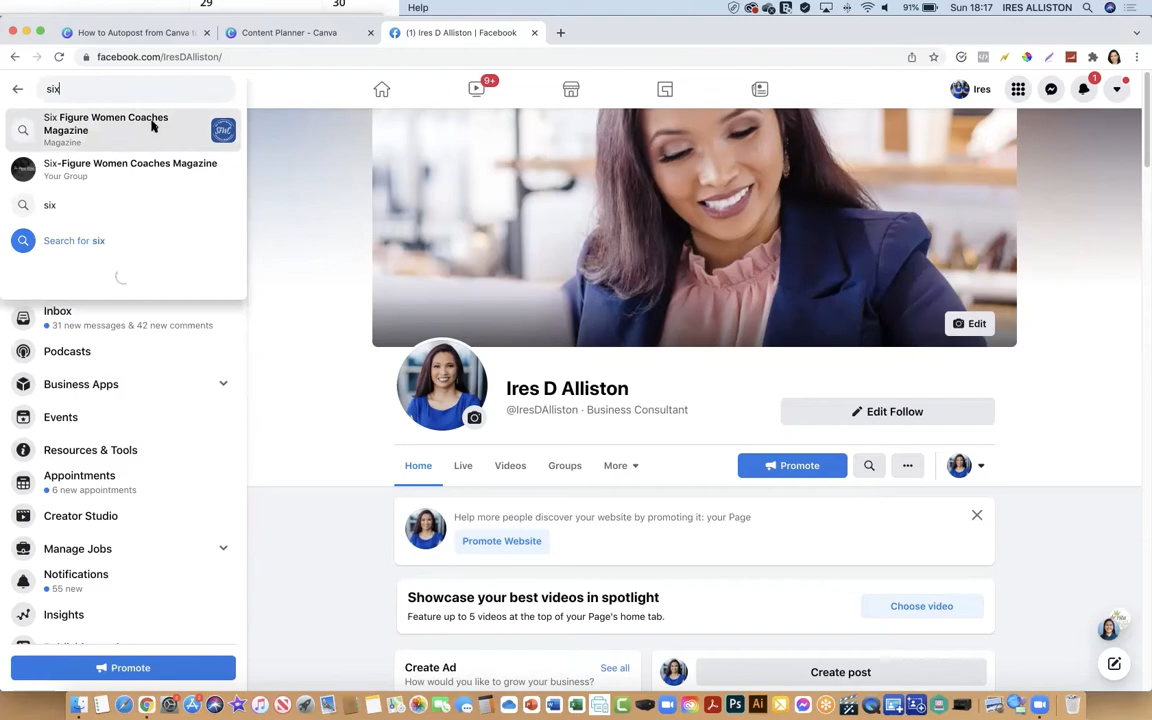 29
30
Help
91%
Sun 18:17
IRES ALLISTON
How to Autopost from Canva t
Content Planner - Canva
(1) Ires D Alliston | Facebook
facebook.com/IresDAlliston/
six
9+
Ires
1
Six Figure Women Coaches
Magazine
Magazine
Six-Figure Women Coaches Magazine
Your Group
six
Search for six
Inbox
31 new messages & 42 new comments
Podcasts
Business Apps
Events
Resources & Tools
Appointments
6 new appointments
Creator Studio
Manage Jobs
Notifications
55 new
Insights
Promote
Edit
Ires D Alliston
@IresDAlliston · Business Consultant
Edit Follow
Home
Live
Videos
Groups
More
Promote
Help more people discover your website by promoting it: your Page
Promote Website
Showcase your best videos in spotlight
Feature up to 5 videos at the top of your Page's home tab.
Choose video
Create Ad
See all
How would you like to grow your business?
Create post